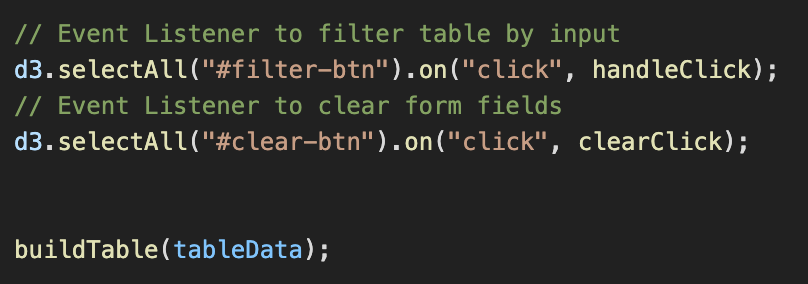 // Event Listener to filter table by input
d3.selectAll("#filter-btn").on("click", handleClick);
// Event Listener to clear form fields
d3.selectAll("#clear-btn").on("click", clearClick);
buildTable(tableData);